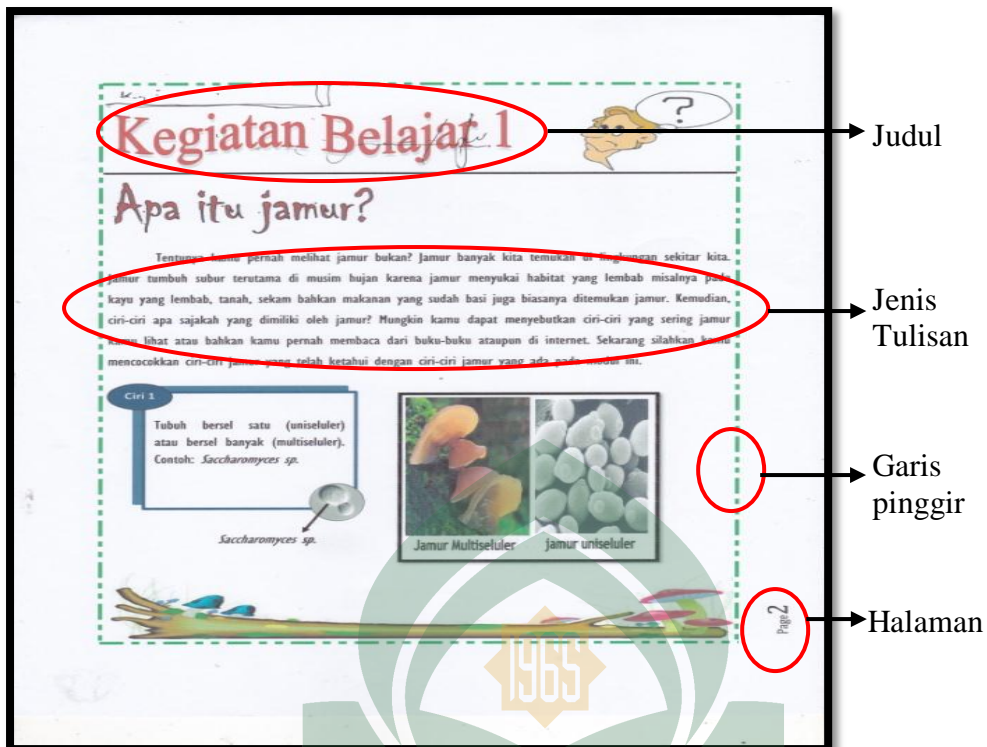 Kegiatan Belajar 1
?
Judul
Apa itu jamur?
Tentunya kamu pernah melihat jamur bukan? Jamur banyak kita temukan di lingkungan sekitar kita.
Jamur tumbuh subur terutama di musim hujan karena jamur menyukai habitat yang lembab misalnya pada
kayu yang lembab, tanah, sekam bahkan makanan yang sudah basi juga biasanya ditemukan jamur. Kemudian,
ciri-ciri apa sajakah yang dimiliki oleh jamur? Mungkin kamu dapat menyebutkan ciri-ciri yang sering jamur
kamu lihat atau bahkan kamu pernah membaca dari buku-buku ataupun di internet. Sekarang silahkan kamu
mencocokkan ciri-ciri jamur yang telah ketahui dengan ciri-ciri jamur yang ada pada modul ini.
Jenis
Tulisan
Ciri 1
Tubuh bersel satu (uniseluler)
atau bersel banyak (multiseluler).
Contoh: Saccharomyces sp.
Saccharomyces sp.
Jamur Multiseluler
jamur uniseluler
Garis
pinggir
Page 2
Halaman
1965